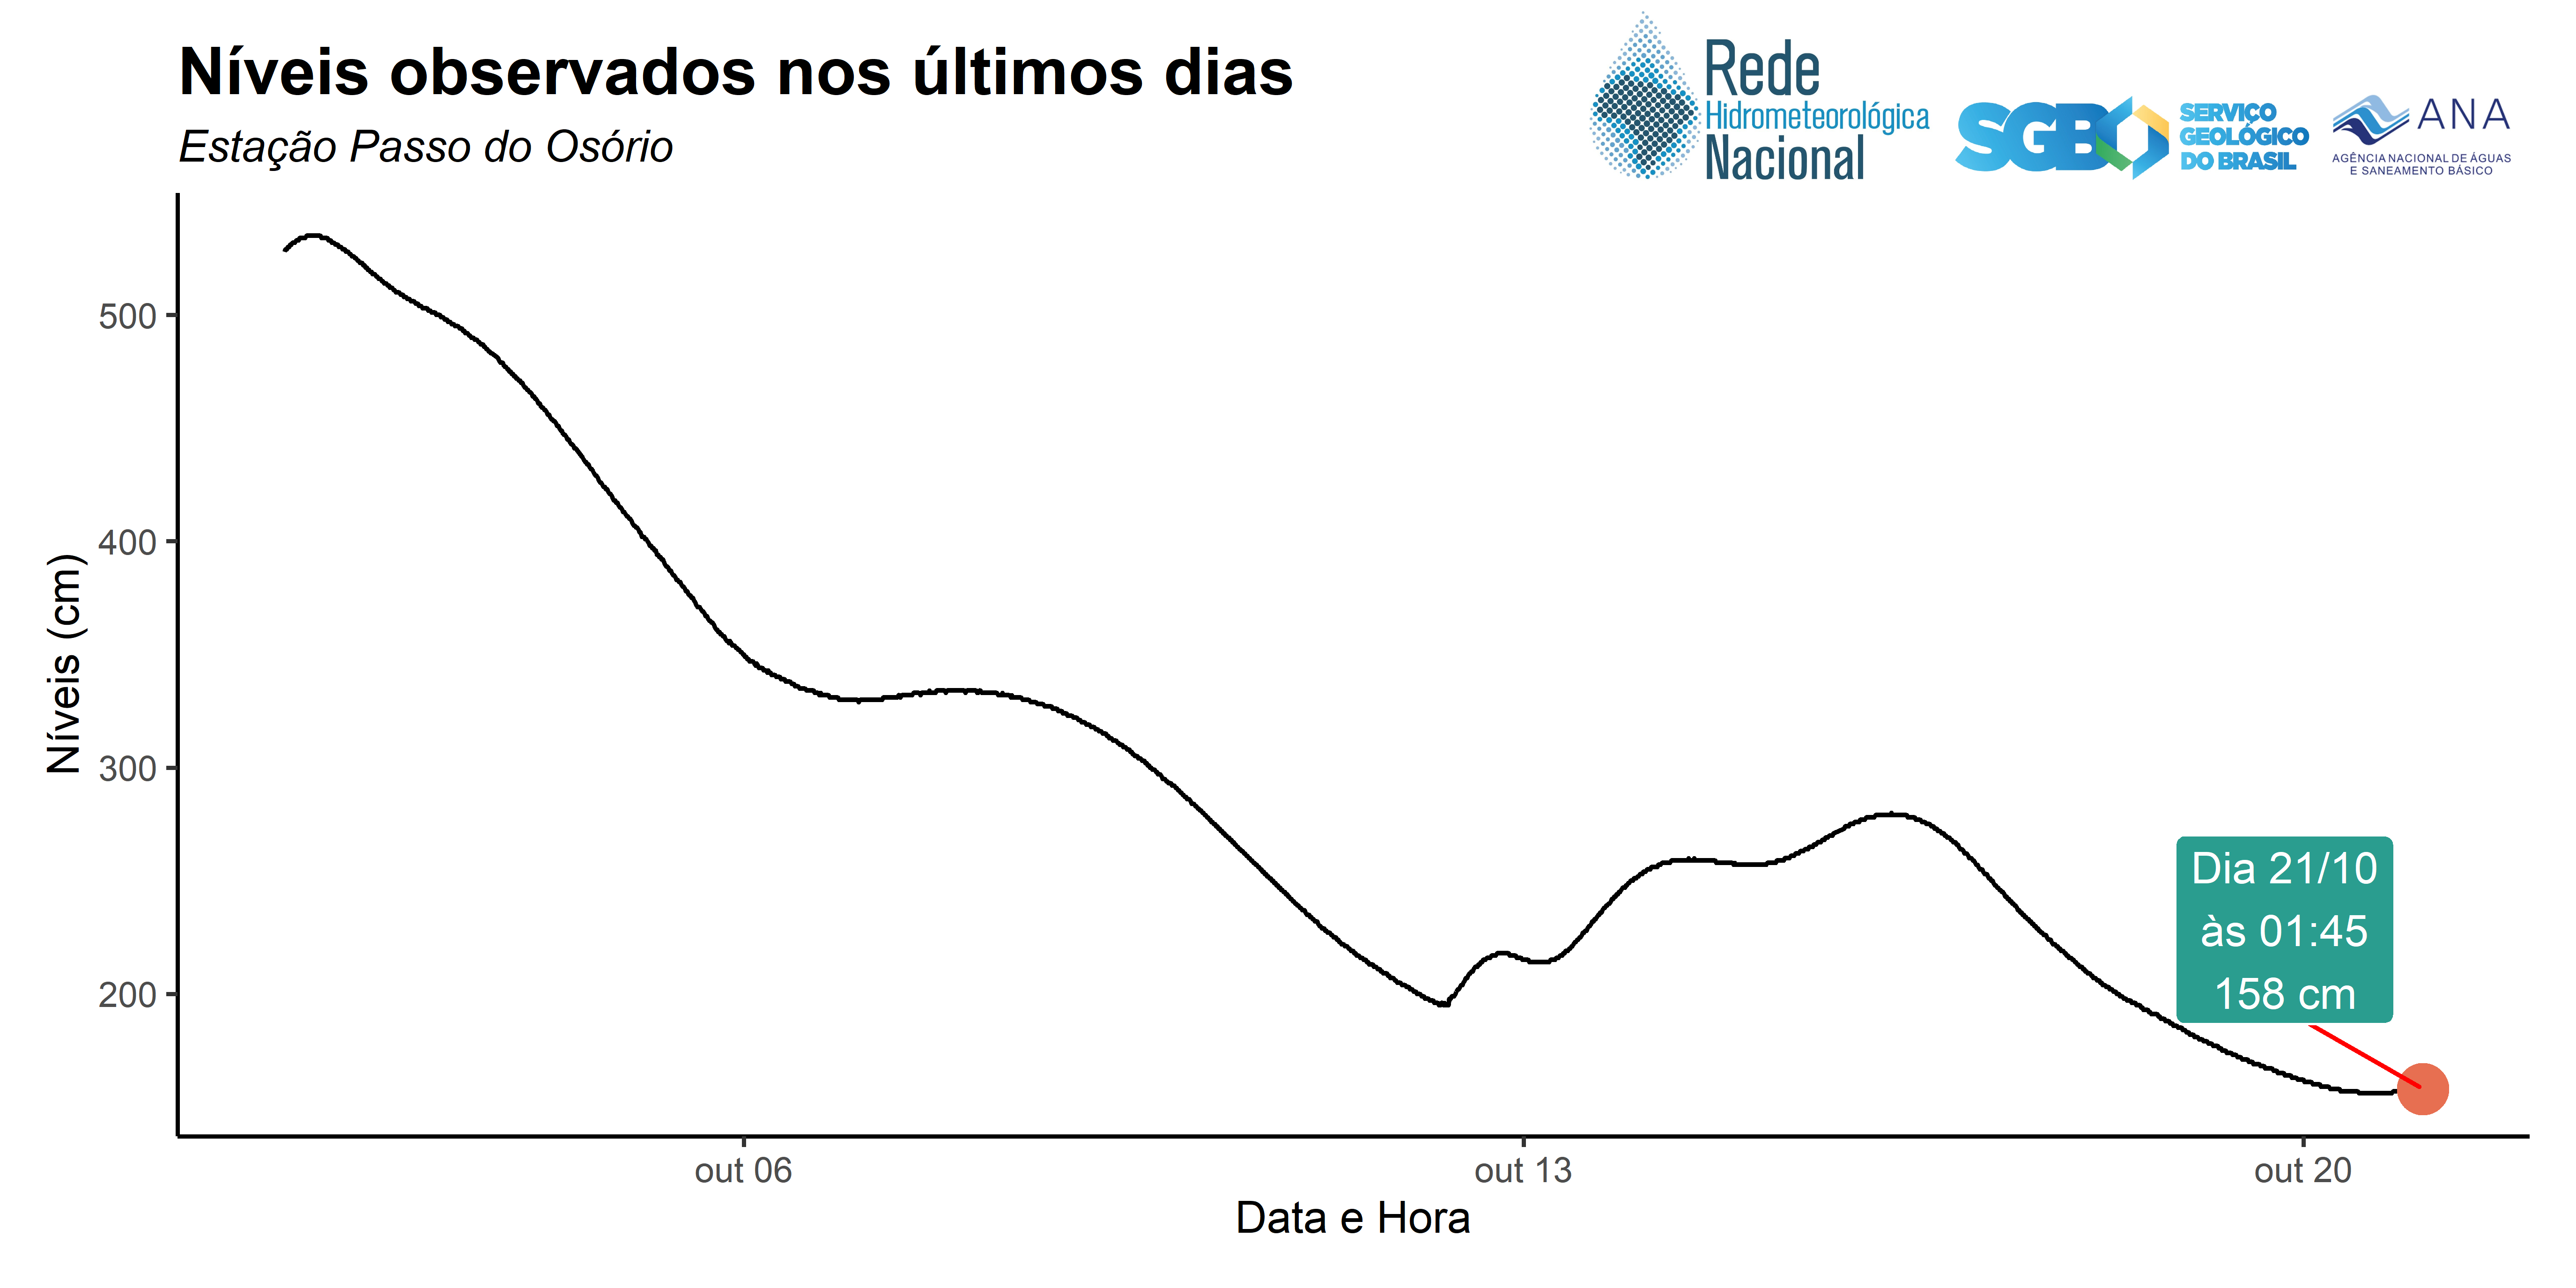 Níveis observados nos últimos dias
Estação Passo do Osório
Rede
Hidrometeorológica
Nacional
SGB
SERVIÇO
GEOLÓGICO
DO BRASIL
ANA
AGÊNCIA NACIONAL DE ÁGUAS
E SANEAMENTO BÁSICO
Níveis (cm)
500
400
300
200
Dia 21/10
às 01:45
158 cm
out 06
out 13
out 20
Data e Hora